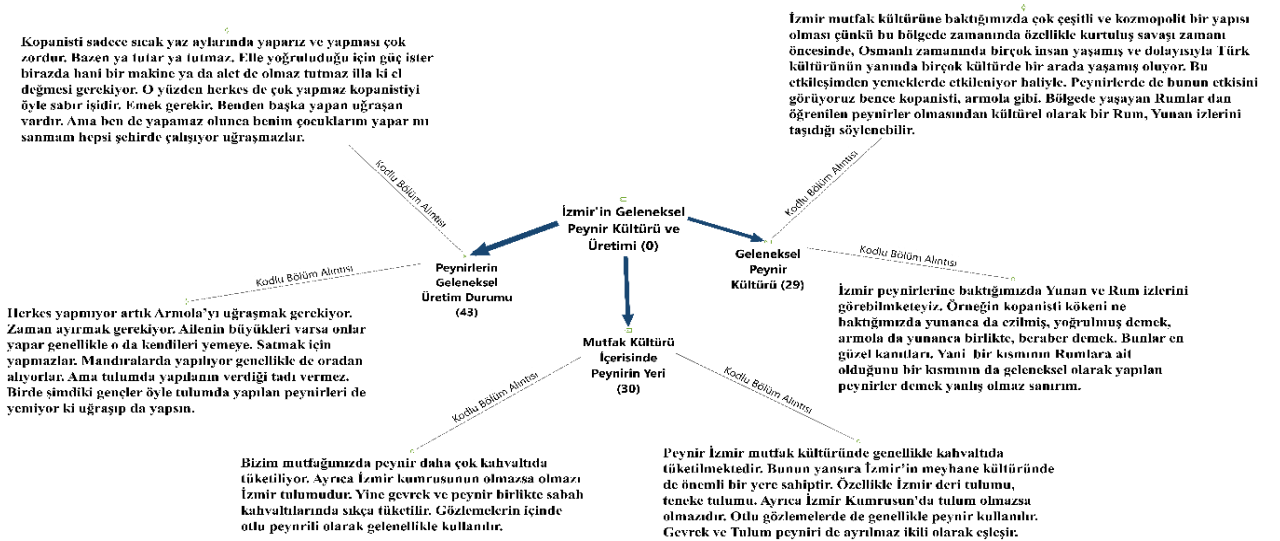 Kopanisti sadece sıcak yaz aylarında yaparız ve yapması çok
zordur. Bazen ya tutar ya tutmaz. Elle yoğruluduğu için güç ister
birazda hani bir makine ya da alet de olmaz tutmaz illa ki el
değmesi gerekiyor. O yüzden herkes de çok yapmaz kopanistiyi
öyle sabır işidir. Emek gerekir. Benden başka yapan uğraşan
vardır. Ama ben de yapamaz olunca benim çocuklarım yapar mı
sanmam hepsi şehirde çalışıyor uğraşmazlar.
İzmir mutfak kültürüne baktığımızda çok çeşitli ve kozmopolit bir yapısı
olması çünkü bu bölgede zamanında özellikle kurtuluş savaşı zamanı
öncesinde, Osmanlı zamanında birçok insan yaşamış ve dolayısıyla Türk
kültürünün yanında birçok kültürde bir arada yaşamış oluyor. Bu
etkileşimden yemeklerde etkileniyor haliyle. Peynirlerde de bunun etkisini
görüyoruz bence kopanisti, armola gibi. Bölgede yaşayan Rumlar dan
öğrenilen peynirler olmasından kültürel olarak bir Rum, Yunan izlerini
taşıdığı söylenebilir.
Kodlu Bölüm Alıntısı
Kodlu Bölüm Alıntısı
İzmir'in Geleneksel
Peynir Kültürü ve
Üretimi (0)
Peynirlerin
Geleneksel
Üretim Durumu
(43)
Geleneksel
Peynir
Kültürü (29)
Kodlu Bölüm Alıntısı
Kodlu Bölüm Alıntısı
Herkes yapmıyor artık Armola'yı uğraşmak gerekiyor.
Zaman ayırmak gerekiyor. Ailenin büyükleri varsa onlar
yapar genellikle o da kendileri yemeye. Satmak için
yapmazlar. Mandıralarda yapılıyor genellikle de oradan
alıyorlar. Ama tulumda yapılanın verdiği tadı vermez.
Birde şimdiki gençler öyle tulumda yapılan peynirleri de
yemiyor ki uğraşıp da yapsın.
İzmir peynirlerine baktığımızda Yunan ve Rum izlerini
görebilmketeyiz. Örneğin kopanisti kökeni ne
baktığımızda yunanca da ezilmiş, yoğrulmuş demek,
armola da yunanca birlikte, beraber demek. Bunlar en
güzel kanıtları. Yani bir kısmının Rumlara ait
olduğunu bir kısmının da geleneksel olarak yapılan
peynirler demek yanlış olmaz sanırım.
Mutfak Kültürü
İçerisinde
Peynirin Yeri
(30)
Kodlu Bölüm Alıntısı
Kodlu Bölüm Alıntısı
Bizim mutfağımızda peynir daha çok kahvaltıda
tüketiliyor. Ayrıca İzmir kumrusunun olmazsa olmazı
İzmir tulumudur. Yine gevrek ve peynir birlikte sabah
kahvaltılarında sıkça tüketilir. Gözlemelerin içinde
otlu peynrili olarak gelenellikle kullanılır.
Peynir İzmir mutfak kültüründe genellikle kahvaltıda
tüketilmektedir. Bunun yansıra İzmir'in meyhane kültüründe
de önemli bir yere sahiptir. Özellikle İzmir deri tulumu,
teneke tulumu. Ayrıca İzmir Kumrusun'da tulum olmazsa
olmazıdır. Otlu gözlemelerde de genellikle peynir kullanılır.
Gevrek ve Tulum peyniri de ayrılmaz ikili olarak eşleşir.